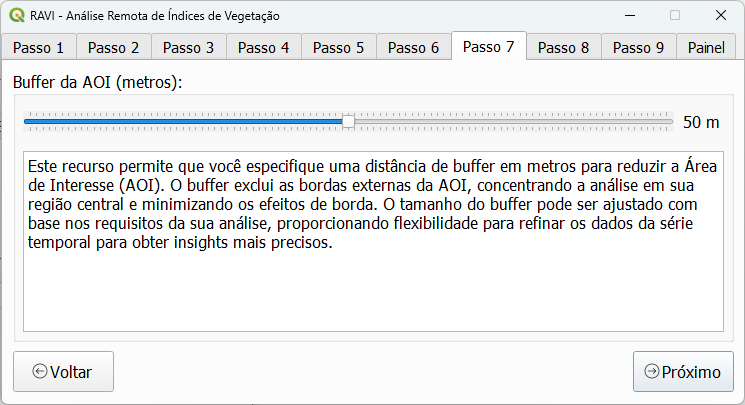 RAVI - Análise Remota de Índices de Vegetação
Passo 1 Passo 2 Passo 3 Passo 4 Passo 5 Passo 6 Passo 7 Passo 8 Passo 9 Painel
Buffer da AOI (metros):
50 m
Este recurso permite que você especifique uma distância de buffer em metros para reduzir a Área
de Interesse (AOI). O buffer exclui as bordas externas da AOI, concentrando a análise em sua
região central e minimizando os efeitos de borda. O tamanho do buffer pode ser ajustado com
base nos requisitos da sua análise, proporcionando flexibilidade para refinar os dados da série
temporal para obter insights mais precisos.
Voltar
Próximo